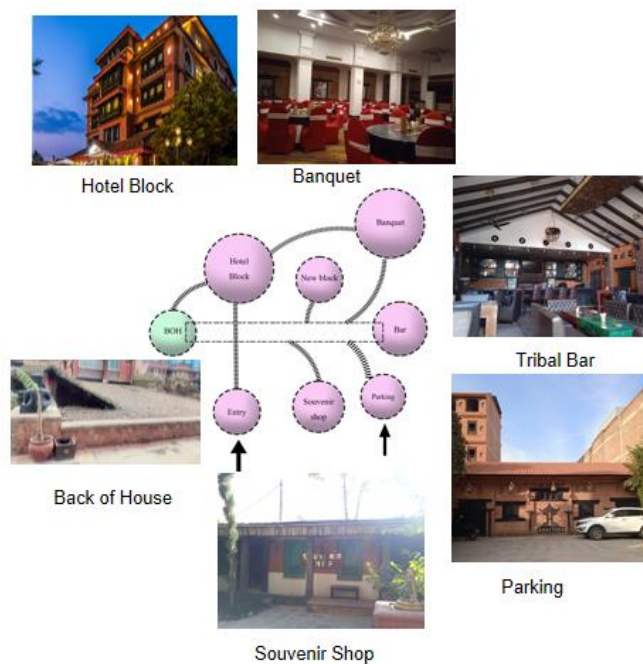 Hotel Block
Banquet
Banquet
Hotel
Block
New block
BOH
Bar
Tribal Bar
Entry
Souvenir
shop
Parking
Back of House
Parking
Souvenir Shop